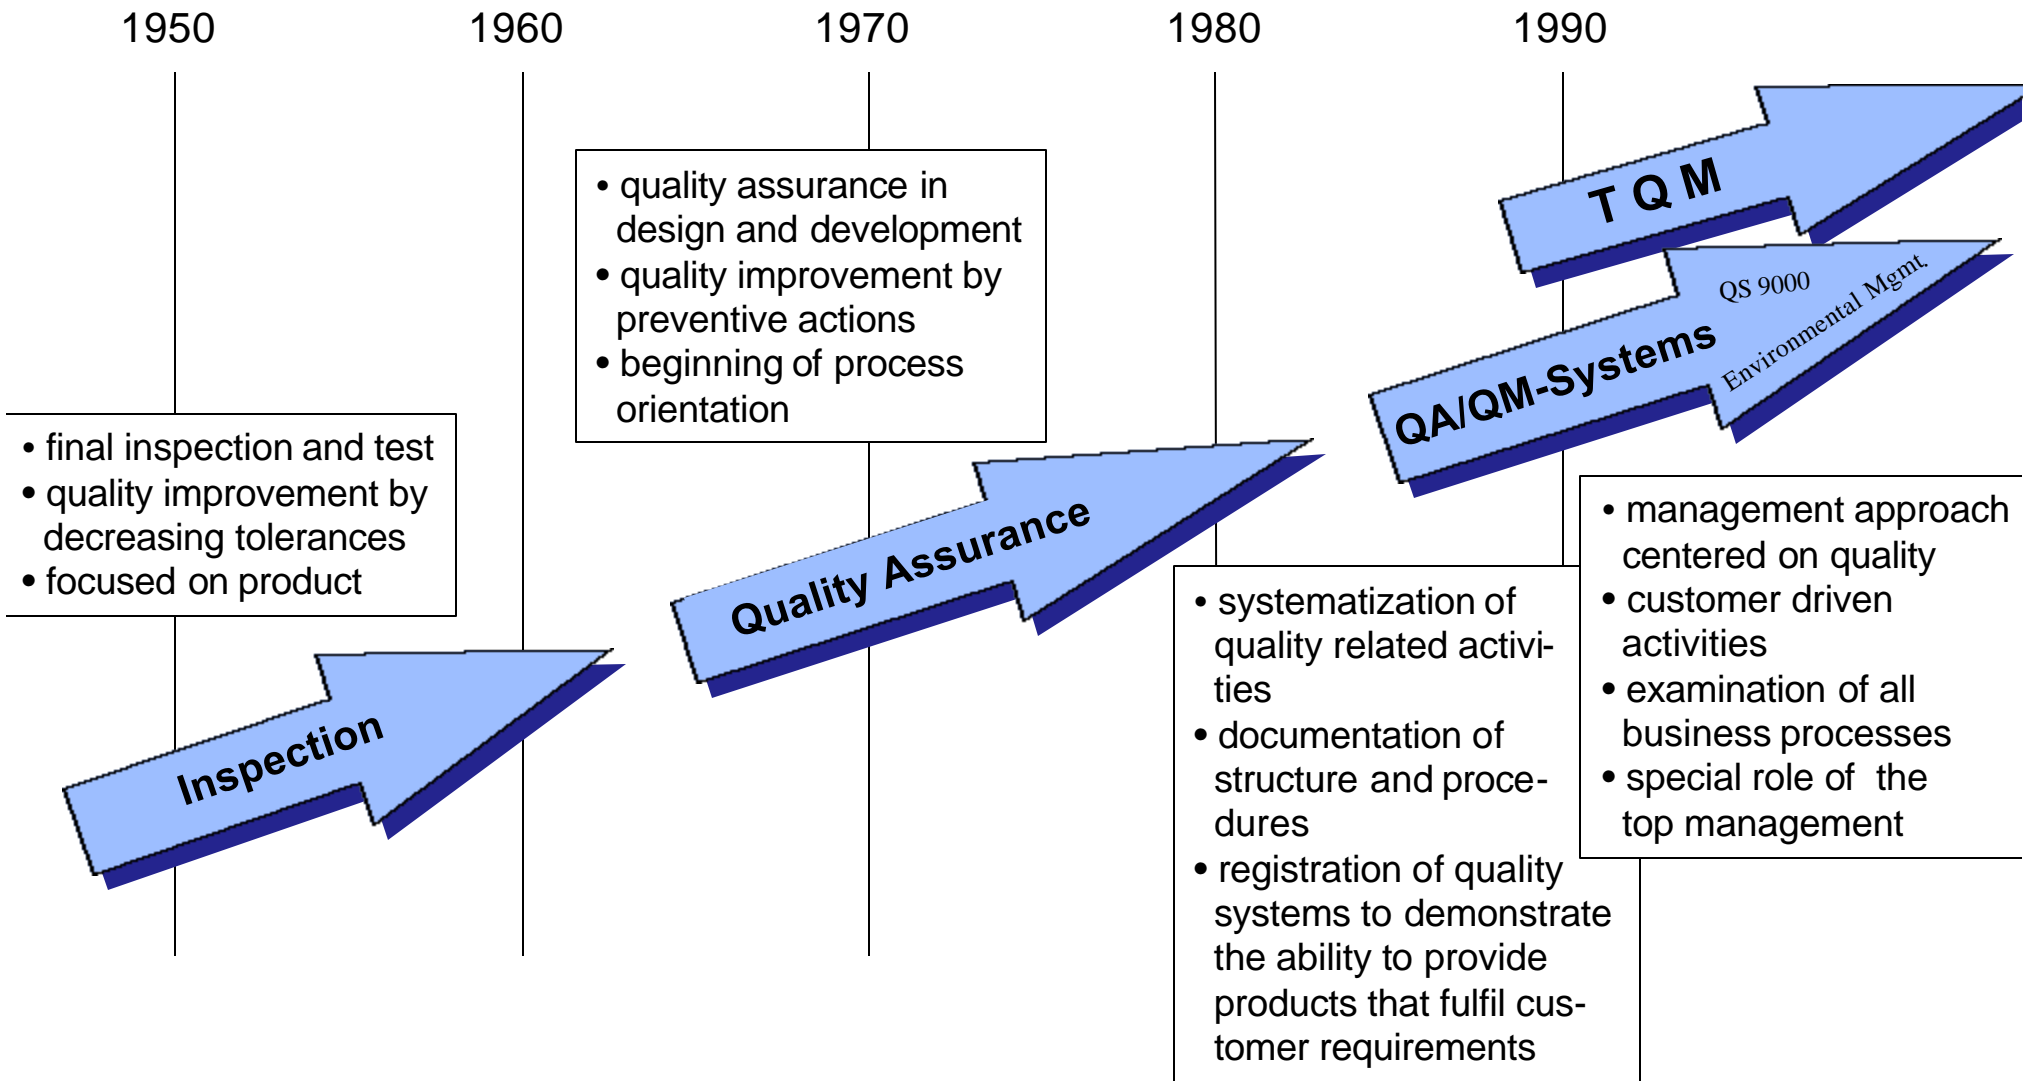 1950
1960
1970
1980
1990
• final inspection and test
• quality improvement by
decreasing tolerances
• focused on product
Inspection
• quality assurance in
design and development
• quality improvement by
preventive actions
• beginning of process
orientation
Quality Assurance
T Q M
QA/QM-Systems
QS 9000
Environmental Mgmt.
• systematization of
quality related activi-
ties
• documentation of
structure and proce-
dures
• registration of quality
systems to demonstrate
the ability to provide
products that fulfil cus-
tomer requirements
• management approach
centered on quality
• customer driven
activities
• examination of all
business processes
• special role of the
top management